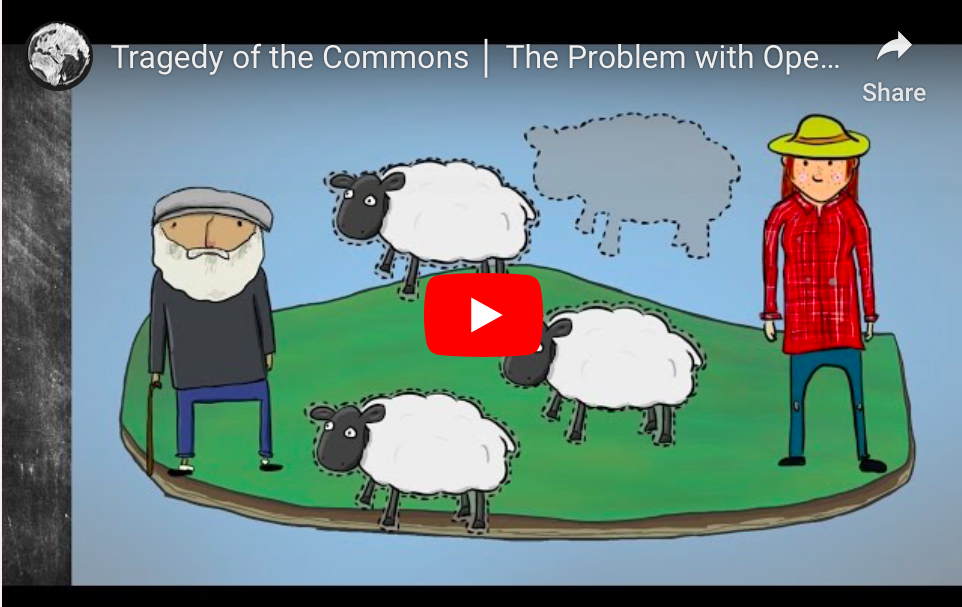 Tragedy of the Commons │ The Problem with Ope…
Share